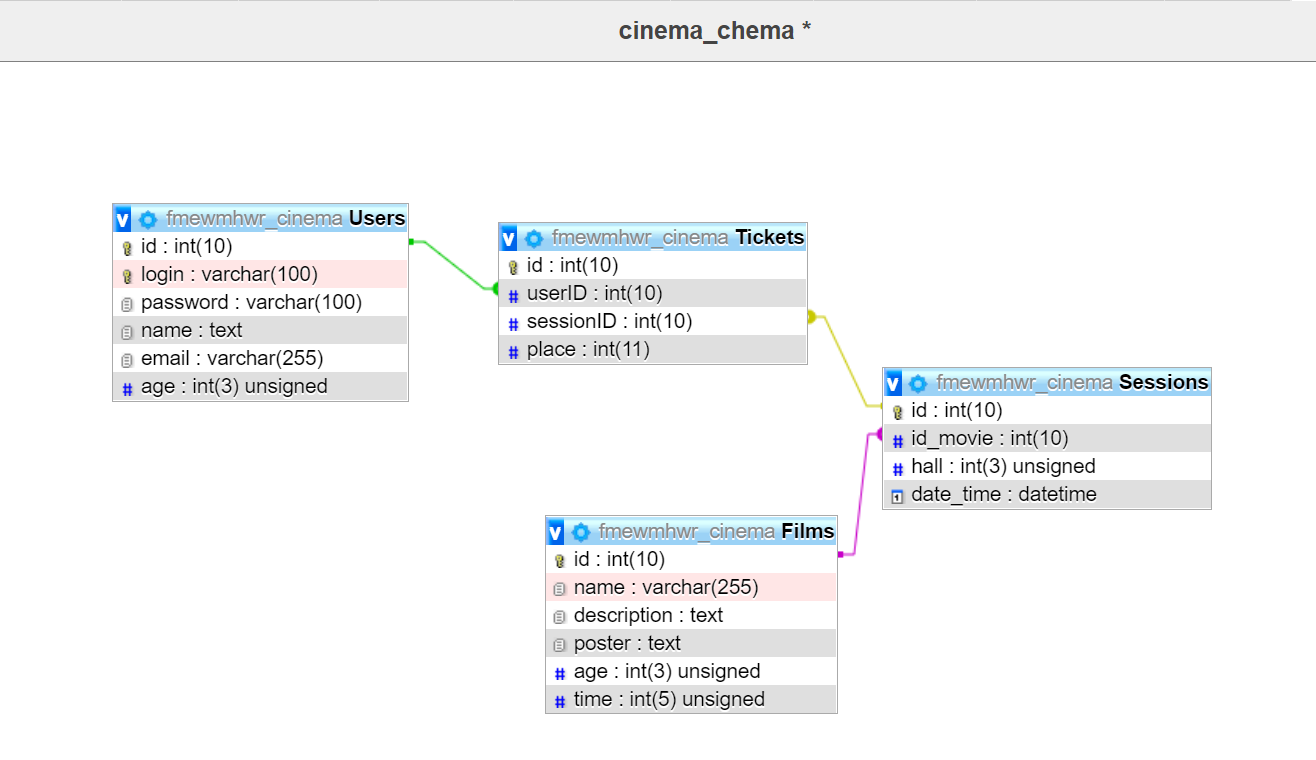 cinema_chema *
v fmewmhwr_cinema Users
id : int(10)
login : varchar(100)
password : varchar(100)
name : text
email : varchar(255)
# age : int(3) unsigned
v fmewmhwr_cinema Tickets
id : int(10)
# userID : int(10)
# sessionID : int(10)
# place : int(11)
v fmewmhwr_cinema Sessions
id : int(10)
# id_movie : int(10)
# hall : int(3) unsigned
1 date_time : datetime
v fmewmhwr_cinema Films
id : int(10)
name : varchar(255)
description : text
poster : text
# age : int(3) unsigned
# time : int(5) unsigned